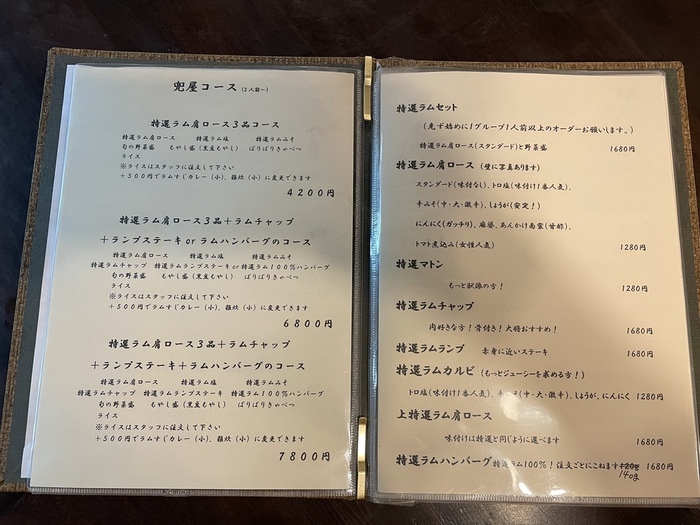 兜屋コース（2人前〜）
特選ラム肩ロース3品コース
特選ラム肩ロース　特選ラム塩　特選ラムみそ
旬の野菜盛　もやし盛（黒豆もやし）　ぱりぱりきゃべつ
ライス
※ライスはスタッフに注文して下さい
＋500円でラムすじカレー（小）、雑炊（小）に変更できます
4200円
特選ラム肩ロース3品＋ラムチャップ
＋ランプステーキorラムハンバーグのコース
特選ラム肩ロース　特選ラム塩　特選ラムみそ
特選ラムチャップ　特選ラムランプステーキor特選ラム100％ハンバーグ
旬の野菜盛　もやし盛（黒豆もやし）　ぱりぱりきゃべつ
ライス
※ライスはスタッフに注文して下さい
＋500円でラムすじカレー（小）、雑炊（小）に変更できます
6800円
特選ラム肩ロース3品＋ラムチャップ
＋ランプステーキ＋ラムハンバーグのコース
特選ラム肩ロース　特選ラム塩　特選ラムみそ
特選ラムチャップ　特選ラムランプステーキ　特選ラム100％ハンバーグ
旬の野菜盛　もやし盛（黒豆もやし）　ぱりぱりきゃべつ
ライス
※ライスはスタッフに注文して下さい
＋500円でラムすじカレー（小）、雑炊（小）に変更できます
7800円
特選ラムセット
（先ず始めに1グループ1人前以上のオーダーお願いします。）
特選ラム肩ロース（スタンダード）と野菜盛　1680円
特選ラム肩ロース（壁に写真あります）
スタンダード（味付なし）、トロ塩（味付け1番人気）、
辛みそ（中・大・激辛）、しょうが（安定！）
にんにく（ガッチリ）、麻婆、あんかけ南蛮（甘酢）、
トマト煮込み（女性人気）　1280円
特選マトン
もっと献源の方！　1280円
特選ラムチャップ
肉好きな方！骨付き！大将おすすめ！　1680円
特選ラムランプ　赤身に近いステーキ　1680円
特選ラムカルビ（もっとジューシーを求める方！）
トロ塩（味付け1番人気）、辛みそ（中・大・激辛）、しょうが、にんにく　1280円
上特選ラム肩ロース
味付けは特選と同じように選べます　1680円
特選ラムハンバーグ　特選ラム100％！注文ごとにこねます　120g　1680円
140g